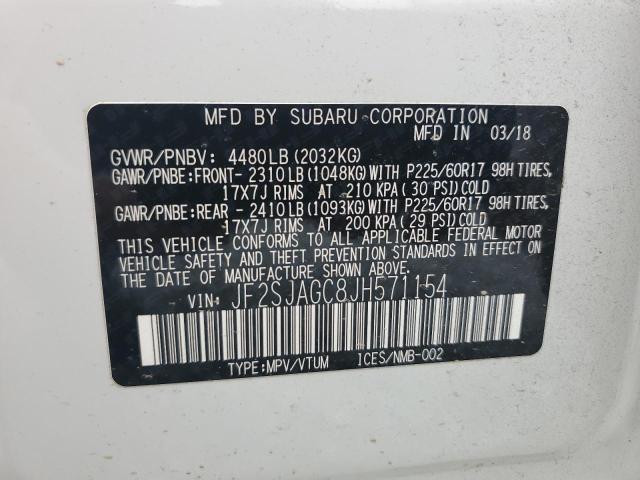 MFD BY SUBARU CORPORATION
MFD IN 03/18
GVWR/PNBV: 4480LB(2032KG)
GAWR/PNBE:FRONT- 2310LB(1048KG)WITH P225/60R17 98H TIRES,
17X7J RIMS AT 210 KPA( 30 PSI)COLD
GAWR/PNBE:REAR - 2410LB(1093KG)WITH P225/60R17 98H TIRES,
17X7J RIMS AT 200 KPA( 29 PSI)COLD
THIS VEHICLE CONFORMS TO ALL APPLICABLE FEDERAL MOTOR
VEHICLE SAFETY AND THEFT PREVENTION STANDARDS IN EFFECT ON
THE DATE OF MANUFACTURE SHOWN ABOVE.
VIN: JF2SJAGC8JH571154
TYPE:MPV/VTUM ICES/NMB-002